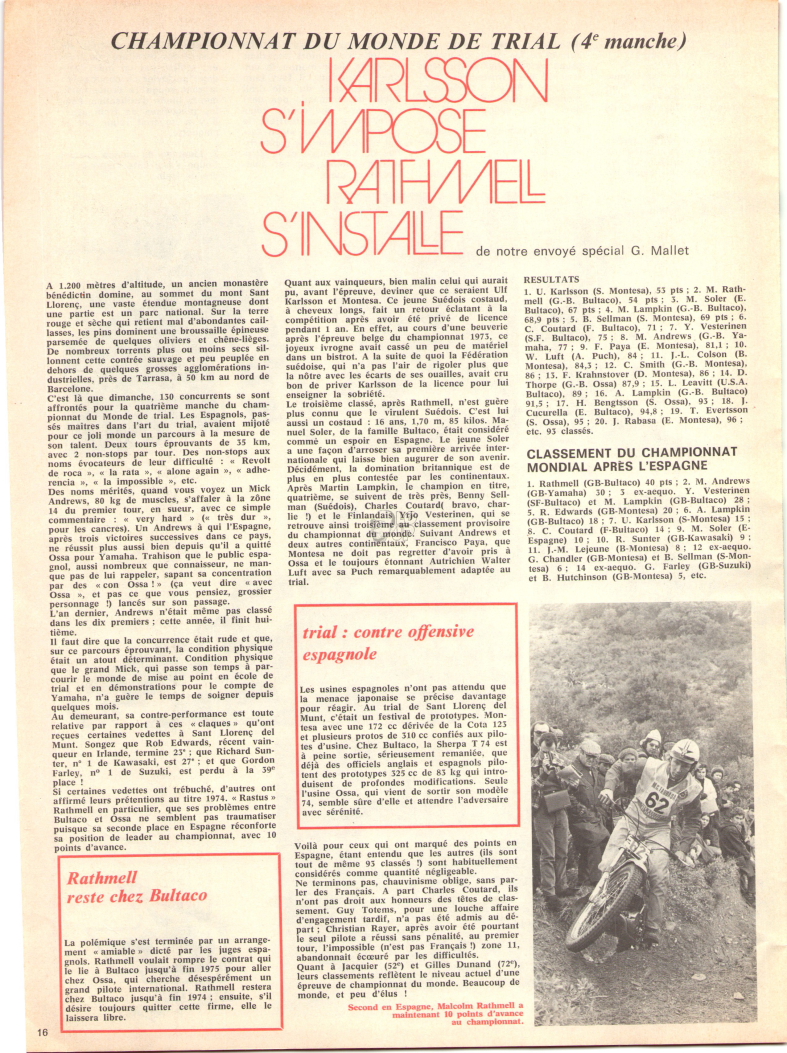 CHAMPIONNAT DU MONDE DE TRIAL (4e manche)
KARLSSON
S'IMPOSE
RATHMELL
S'INSTALLE
de notre envoyé spécial G. Mallet
A 1.200 mètres d'altitude, un ancien monastère
bénédictin domine, au sommet du mont Sant
Llorenç, une vaste étendue montagneuse dont
une partie est un parc national. Sur la terre
rouge et sèche qui retient mal d'abondantes cail-
lasses, les pins dominent une broussaille épineuse
parsemée de quelques oliviers et chêne-lièges.
De nombreux torrents plus ou moins secs sil-
lonnent cette contrée sauvage et peu peuplée en
dehors de quelques grosses agglomérations in-
dustrielles, près de Tarrasa, à 50 km au nord de
Barcelone.
C'est là que dimanche, 130 concurrents se sont
affrontés pour la quatrième manche du cham-
pionnat du Monde de trial. Les Espagnols, pas-
sés maitres dans l'art du trial, avaient mijoté
pour ce joli monde un parcours à la mesure de
son talent. Deux tours éprouvants de 35 km,
avec 2 non-stops par tour. Des non-stops aux
noms évocateurs de leur difficulté : « Revolt
de roca », « la rata », « alone again », « adhe-
rencia », « la impossible », etc.
Des noms mérités, quand vous voyez un Mick
Andrews, 80 kg de muscles, s'affaler à la zône
14 du premier tour, en sueur, avec ce simple
commentaire : « very hard » (« très dur »,
pour les cancres). Un Andrews à qui l'Espagne,
après trois victoires successives dans ce pays,
ne réussit plus aussi bien depuis qu'il a quitté
Ossa pour Yamaha. Trahison que le public espa-
gnol, aussi nombreux que connaisseur, ne man-
que pas de lui rappeler, sapant sa concentration
par des « con Ossa ! » (ça veut dire « avec
Ossa », et pas ce que vous pensiez, grossier
personnage !) lancés sur son passage.
L'an dernier, Andrews n'était même pas classé
dans les dix premiers ; cette année, il finit hui-
tième.
Il faut dire que la concurrence était rude et que,
sur ce parcours éprouvant, la condition physique
était un atout déterminant. Condition physique
que le grand Mick, qui passe son temps à par-
courir le monde de mise au point en école de
trial et en démonstrations pour le compte de
Yamaha, n'a guère le temps de soigner depuis
quelques mois.
Au demeurant, sa contre-performance est toute
relative par rapport à ces « claques » qu'ont
reçues certaines vedettes à Sant Llorenç del
Munt. Songez que Rob Edwards, récent vain-
queur en Irlande, termine 23e ; que Richard Sun-
ter, n° 1 de Kawasaki, est 27e ; et que Gordon
Farley, n° 1 de Suzuki, est perdu à la 39e
place !
Si certaines vedettes ont trébuché, d'autres ont
affirmé leurs prétentions au titre 1974. « Rastus »
Rathmell en particulier, que ses problèmes entre
Bultaco et Ossa ne semblent pas traumatiser
puisque sa seconde place en Espagne réconforte
sa position de leader au championnat, avec 10
points d'avance.
Rathmell
reste chez Bultaco
La polémique s'est terminée par un arrange-
ment « amiable » dicté par les juges espa-
gnols. Rathmell voulait rompre le contrat qui
le lie à Bultaco jusqu'à fin 1975 pour aller
chez Ossa, qui cherche désespérément un
grand pilote international. Rathmell restera
chez Bultaco jusqu'à fin 1974 ; ensuite, s'il
désire toujours quitter cette firme, elle le
laissera libre.
Quant aux vainqueurs, bien malin celui qui aurait
pu, avant l'épreuve, deviner que ce seraient Ulf
Karlsson et Montesa. Ce jeune Suédois costaud,
à cheveux longs, fait un retour éclatant à la
compétition après avoir été privé de licence
pendant 1 an. En effet, au cours d'une beuverie
après l'épreuve belge du championnat 1973, ce
joyeux ivrogne avait cassé un peu de matériel
dans un bistrot. A la suite de quoi la Fédération
suédoise, qui n'a pas l'air de rigoler plus que
la nôtre avec les écarts de ses ouailles, avait cru
bon de priver Karlsson de la licence pour lui
enseigner la sobriété.
Le troisième classé, après Rathmell, n'est guère
plus connu que le virulent Suédois. C'est lui
aussi un costaud : 16 ans, 1,70 m, 85 kilos. Ma-
nuel Soler, de la famille Bultaco, était considéré
comme un espoir en Espagne. Le jeune Soler
a une façon d'arroser sa première arrivée inter-
nationale qui laisse bien augurer de son avenir.
Décidément, la domination britannique est de
plus en plus contestée par les continentaux.
Après Martin Lampkin, le champion en titre,
quatrième, se suivent de très près, Benny Sell-
man (Suédois), Charles Coutard( bravo, char-
lie !) et le Finlandais Yrjo Vesterinen, qui se
retrouve ainsi troisième au classement provisoire
du championnat de monde. Suivant Andrews et
deux autres continentaux, Francisco Paya, que
Montesa ne doit pas regretter d'avoir pris à
Ossa et le toujours étonnant Autrichien Walter
Luft avec sa Puch remarquablement adaptée au
trial.
trial : contre offensive
espagnole
Les usines espagnoles n'ont pas attendu que
la menace japonaise se précise davantage
pour réagir. Au trial de Sant Llorenç del
Munt, c'était un festival de prototypes. Mon-
tesa avec une 172 cc dérivée de la Cota 123
et plusieurs protos de 310 cc confiés aux pilo-
tes d'usine. Chez Bultaco, la Sherpa T 74 est
à peine sortie, sérieusement remaniée, que
déjà des officiels anglais et espagnols pilo-
tent des prototypes 325 cc de 83 kg qui intro-
duisent de profondes modifications. Seule
l'usine Ossa, qui vient de sortir son modèle
74, semble sûre d'elle et attendre l'adversaire
avec sérénité.
Voilà pour ceux qui ont marqué des points en
Espagne, étant entendu que les autres (ils sont
tout de même 93 classés !) sont habituellement
considérés comme quantité négligeable.
Ne terminons pas, chauvinisme oblige, sans par-
ler des Français. A part Charles Coutard, ils
n'ont pas droit aux honneurs des têtes de clas-
sement. Guy Totems, pour une louche affaire
d'engagement tardif, n'a pas été admis au dé-
part ; Christian Rayer, après avoir été pourtant
le seul pilote a réussi sans pénalité, au premier
tour, l'impossible (n'est pas Français !) zone 11,
abandonnait écœuré par les difficultés.
Quant à Jacquier (52e) et Gilles Dunand (72e),
leurs classements reflètent le niveau actuel d'une
épreuve de championnat du monde. Beaucoup de
monde, et peu d'élus !
Second en Espagne, Malcolm Rathmell a
maintenant 10 points d'avance
au championnat.
RESULTATS
1. U. Karlsson (S. Montesa), 53 pts ; 2. M. Rath-
mell (G.-B. Bultaco), 54 pts ; 3. M. Soler (E.
Bultaco), 67 pts ; 4. M. Lampkin (G.-B. Bultaco),
68,9 pts ; 5. B. Sellman (S. Montesa), 69 pts ; 6.
C. Coutard (F. Bultaco), 71 ; 7. Y. Vesterinen
(S.F. Bultaco), 75 ; 8. M. Andrews (G.-B. Ya-
maha, 77 ; 9. F. Paya (E. Montesa), 81,1 ; 10.
W. Luft (A. Puch), 84 ; 11. J.-L. Colson (B.
Montesa), 84,3 ; 12. C. Smith (G.-B. Montesa),
86 ; 13. F. Krahnstover (D. Montesa), 86 ; 14. D.
Thorpe (G.-B. Ossa) 87,9 ; 15. L. Leavitt (U.S.A.
Bultaco), 89 ; 16. A. Lampkin (G.-B. Bultaco)
91,5 ; 17. H. Bengtsson (S. Ossa), 93 ; 18. J.
Cucurella (E. Bultaco), 94,8 ; 19. T. Evertsson
(S. Ossa), 95 ; 20. J. Rabasa (E. Montesa), 96 ;
etc. 93 classés.
CLASSEMENT DU CHAMPIONNAT
MONDIAL APRÈS L'ESPAGNE
1. Rathmell (GB-Bultaco) 40 pts ; 2. M. Andrews
(GB-Yamaha) 30 ; 3 ex-aequo. Y. Vesterinen
(SF-Bultaco) et M. Lampkin (GB-Bultaco) 28 ;
5. R. Edwards (GB-Montesa) 20 ; 6. A. Lampkin
(GB-Bultaco) 18 ; 7. U. Karlsson (S-Montesa) 15 ;
8. C. Coutard (F-Bultaco) 14 ; 9. M. Soler (E-
Espagne) 10 ; 10. R. Sunter (GB-Kawasaki) 9 ;
11. J.-M. Lejeune (B-Montesa) 8 ; 12 ex-aequo.
G. Chandler (GB-Montesa) et B. Sellman (S-Mon-
tesa) 6 ; 14 ex-aequo. G. Farley (GB-Suzuki)
et B. Hutchinson (GB-Montesa) 5, etc.
62
16